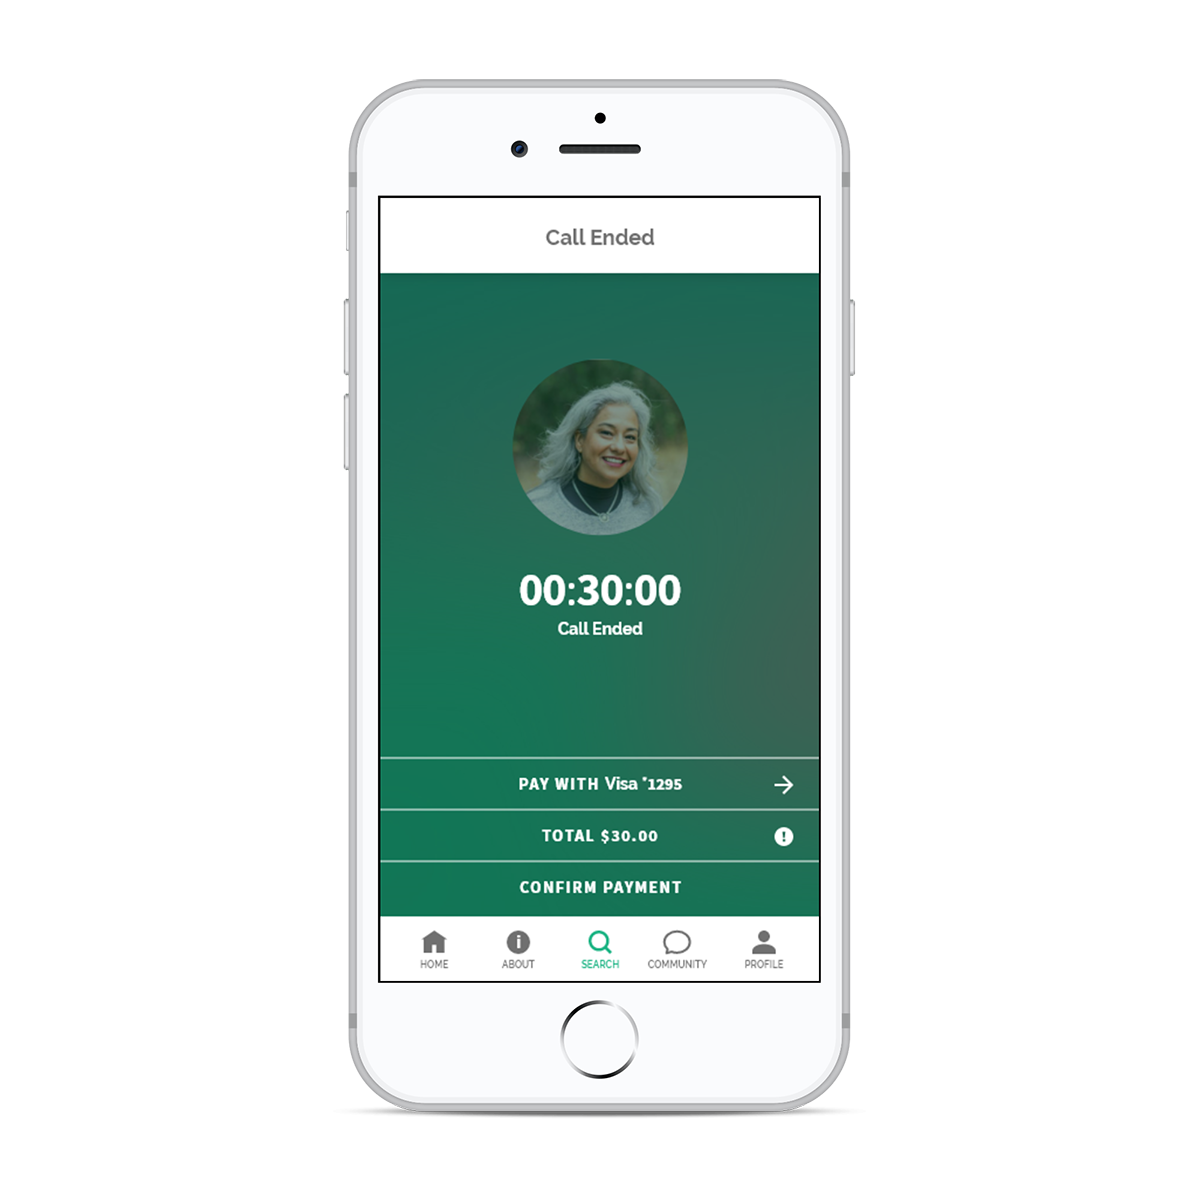 Call Ended
00:30:00
Call Ended
PAY WITH Visa *1295
TOTAL $30.00
CONFIRM PAYMENT
HOME ABOUT SEARCH COMMUNITY PROFILE